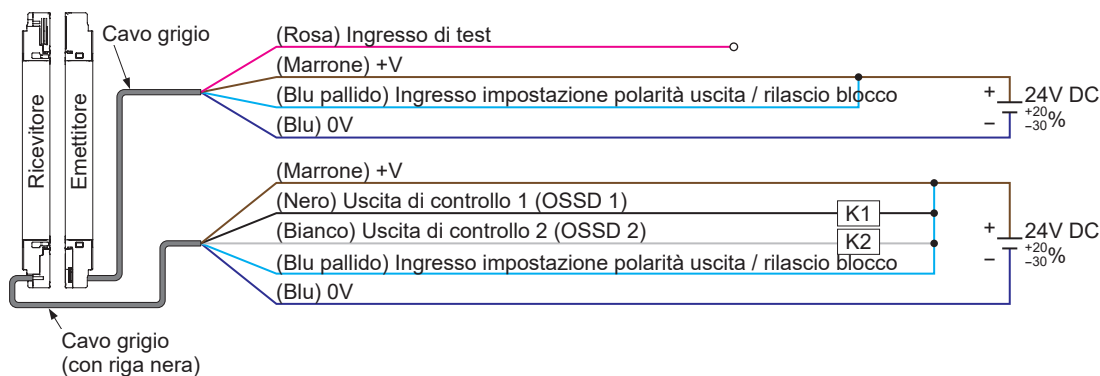 Cavo grigio
(Rosa) Ingresso di test
(Marrone) +V
(Blu pallido) Ingresso impostazione polarità uscita / rilascio blocco
(Blu) 0V
+
–
24V DC
+20
–30%
Ricevitore
Emettitore
(Marrone) +V
(Nero) Uscita di controllo 1 (OSSD 1)
K1
(Bianco) Uscita di controllo 2 (OSSD 2)
K2
(Blu pallido) Ingresso impostazione polarità uscita / rilascio blocco
(Blu) 0V
+
–
24V DC
+20
–30%
Cavo grigio
(con riga nera)